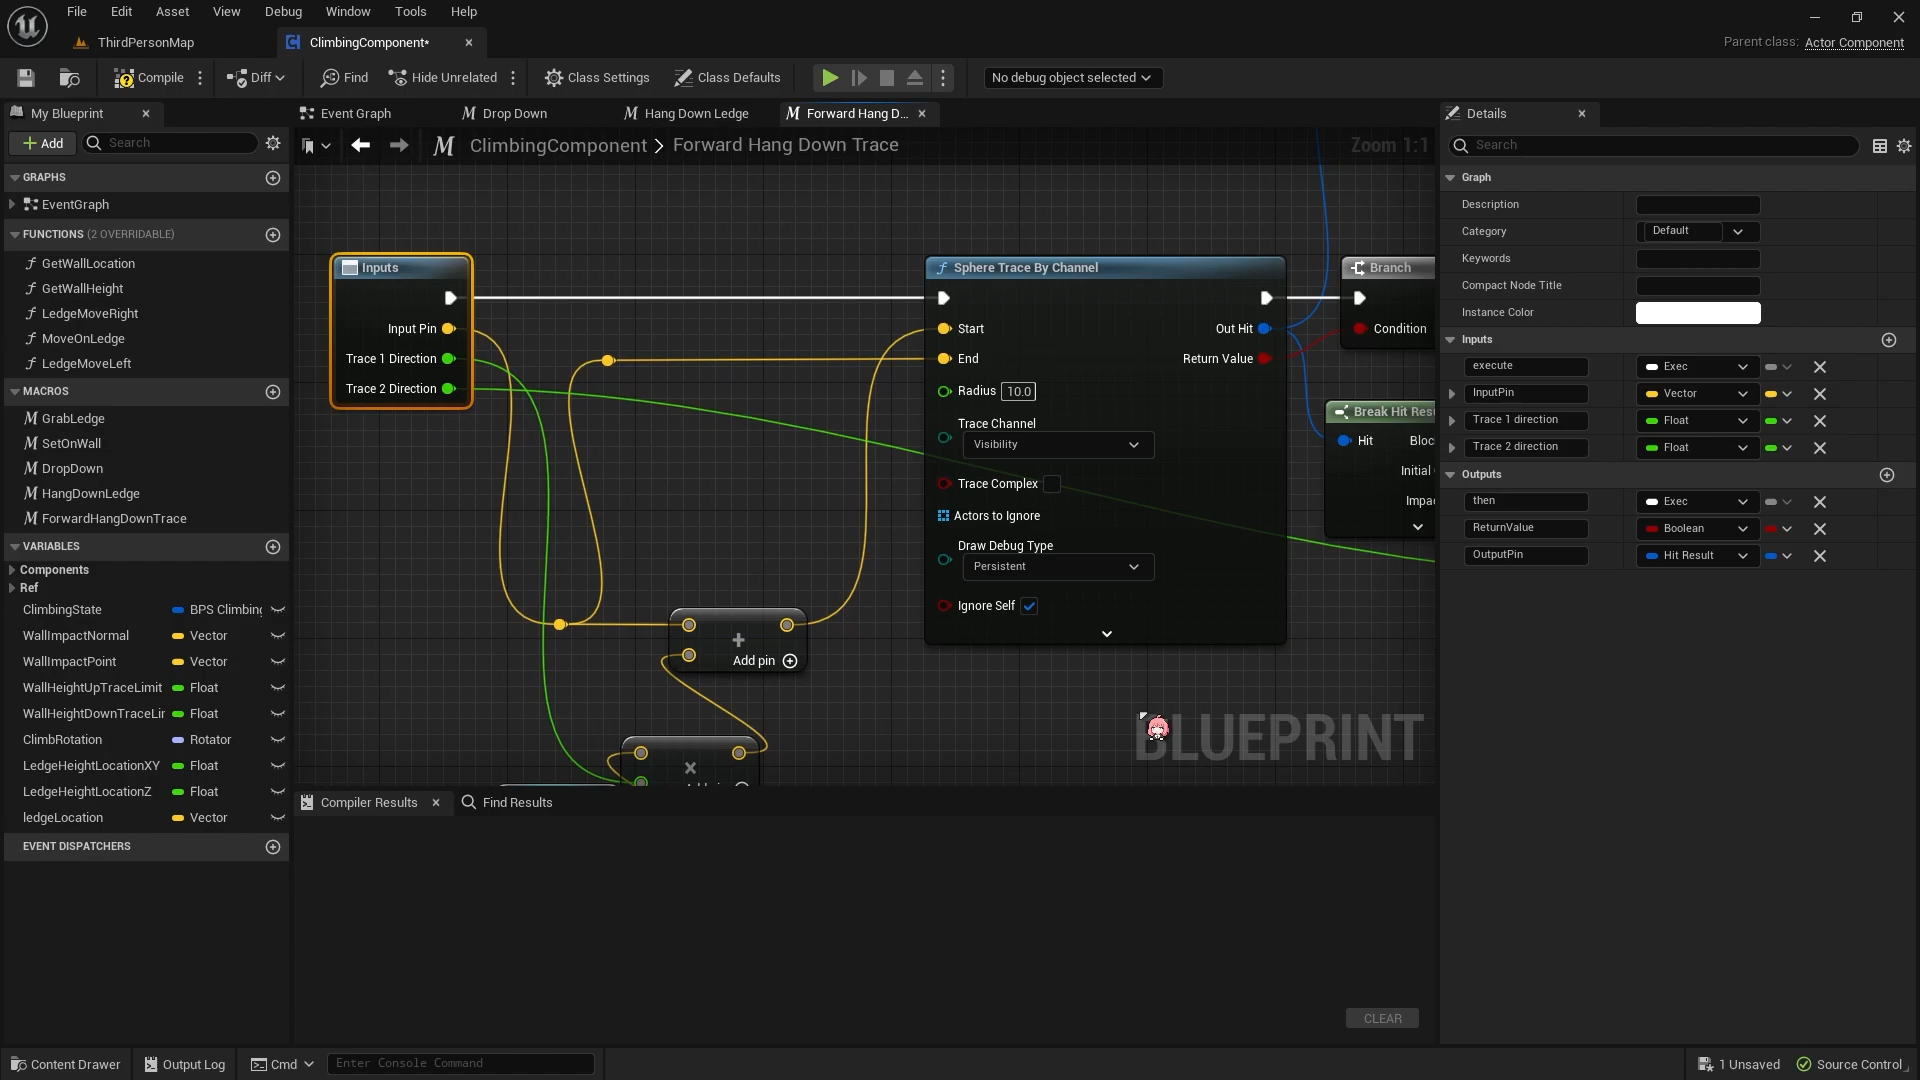 File Edit Asset View Debug Window Tools Help
ThirdPersonMap
ClimbingComponent*
Parent class: Actor Component
Compile
Diff
Find
Hide Unrelated
Class Settings
Class Defaults
No debug object selected
My Blueprint
Add
Search
GRAPHS
EventGraph
FUNCTIONS (2 OVERRIDABLE)
GetWallLocation
GetWallHeight
LedgeMoveRight
MoveOnLedge
LedgeMoveLeft
MACROS
GrabLedge
SetOnWall
DropDown
HangDownLedge
ForwardHangDownTrace
VARIABLES
Components
Ref
ClimbingState BPS Climbing
WallImpactNormal Vector
WallImpactPoint Vector
WallHeightUpTraceLimit Float
WallHeightDownTraceLir Float
ClimbRotation Rotator
LedgeHeightLocationXY Float
LedgeHeightLocationZ Float
ledgeLocation Vector
EVENT DISPATCHERS
Event Graph
Drop Down
Hang Down Ledge
Forward Hang D...
ClimbingComponent > Forward Hang Down Trace
Zoom 1:1
Inputs
Input Pin
Trace 1 Direction
Trace 2 Direction
Sphere Trace By Channel
Start
Out Hit
End
Return Value
Radius 10.0
Trace Channel
Visibility
Trace Complex
Actors to Ignore
Draw Debug Type
Persistent
Ignore Self
Branch
Condition
Break Hit Res
Hit
Bloc
Initial
Impa
Add pin
BLUEPRINT
Compiler Results
Find Results
CLEAR
Details
Search
Graph
Description
Category Default
Keywords
Compact Node Title
Instance Color
Inputs
execute Exec
InputPin Vector
Trace 1 direction Float
Trace 2 direction Float
Outputs
then Exec
ReturnValue Boolean
OutputPin Hit Result
Content Drawer
Output Log
Cmd
Enter Console Command
1 Unsaved
Source Control